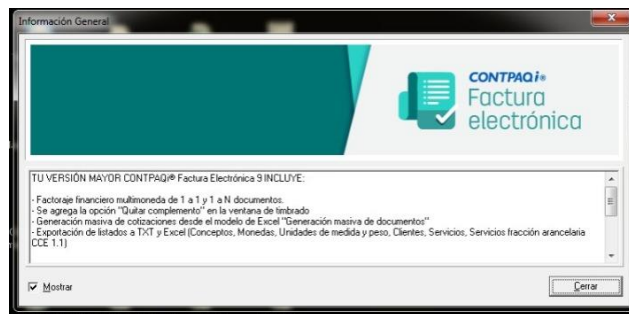 Información General
CONTPAQi®
Factura
electrónica
TU VERSIÓN MAYOR CONTPAQi® Factura Electrónica 9 INCLUYE:
- Factoraje financiero multimoneda de 1 a 1 y 1 a N documentos.
- Se agrega la opción "Quitar complemento" en la ventana de timbrado
- Generación masiva de cotizaciones desde el modelo de Excel "Generación masiva de documentos"
- Exportación de listados a TXT y Excel (Conceptos, Monedas, Unidades de medida y peso, Clientes, Servicios, Servicios fracción arancelaria
CCE 1.1)
Mostrar
Cerrar